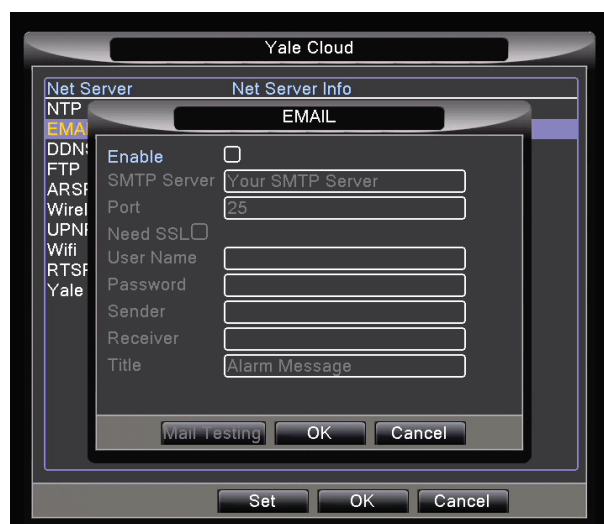 Yale Cloud
Net Server Net Server Info
NTP
EMAIL
EMA
DDN
FTP
ARSP
Wirel
UPNP
Wifi
RTSP
Yale
Enable
SMTP Server Your SMTP Server
Port 25
Need SSL
User Name
Password
Sender
Receiver
Title Alarm Message
Mail Testing OK Cancel
Set OK Cancel